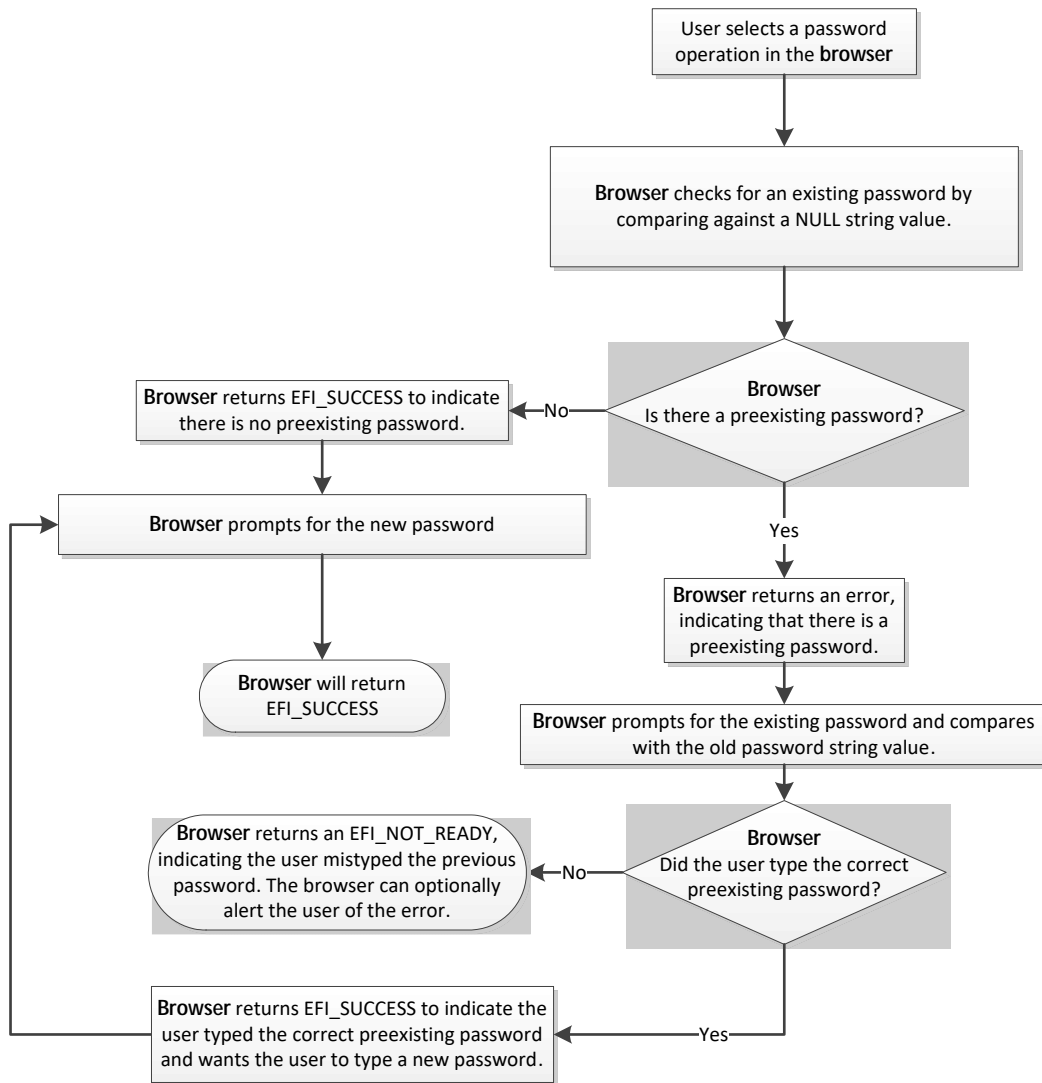 User selects a password
operation in the browser
Browser checks for an existing password by
comparing against a NULL string value.
Browser
Is there a preexisting password?
No
Browser returns EFI_SUCCESS to indicate
there is no preexisting password.
Browser prompts for the new password
Browser will return
EFI_SUCCESS
Yes
Browser returns an error,
indicating that there is a
preexisting password.
Browser prompts for the existing password and compares
with the old password string value.
Browser
Did the user type the correct
preexisting password?
No
Browser returns an EFI_NOT_READY,
indicating the user mistyped the previous
password. The browser can optionally
alert the user of the error.
Yes
Browser returns EFI_SUCCESS to indicate the
user typed the correct preexisting password
and wants the user to type a new password.